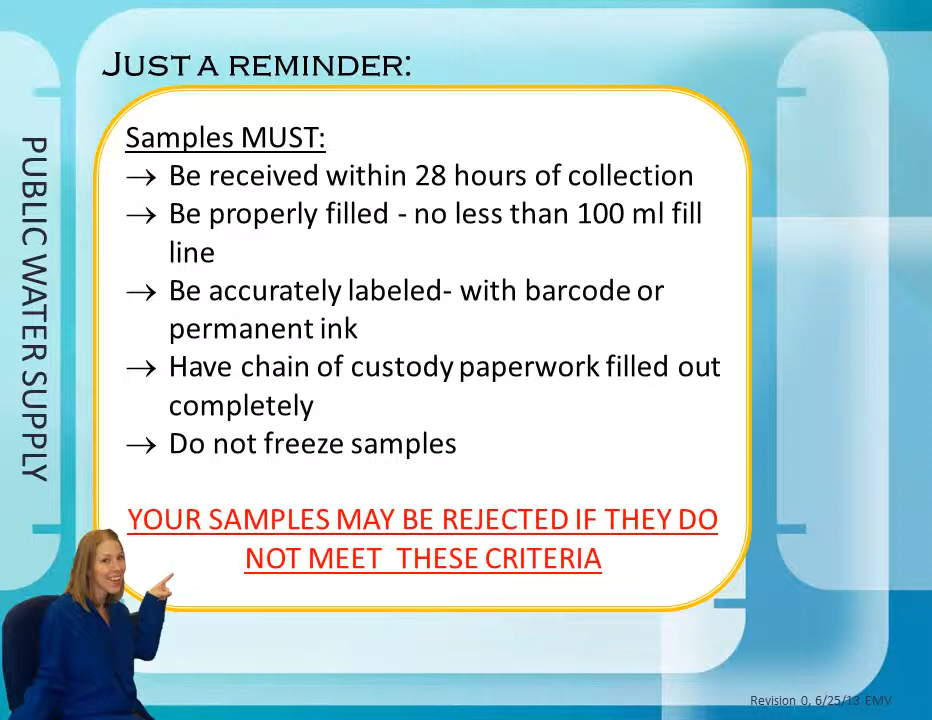 JUST A REMINDER:
PUBLIC WATER SUPPLY
Samples MUST:
→ Be received within 28 hours of collection
→ Be properly filled - no less than 100 ml fill
line
→ Be accurately labeled- with barcode or
permanent ink
→ Have chain of custody paperwork filled out
completely
→ Do not freeze samples
YOUR SAMPLES MAY BE REJECTED IF THEY DO
NOT MEET THESE CRITERIA
Revision 0, 6/25/13 EMV